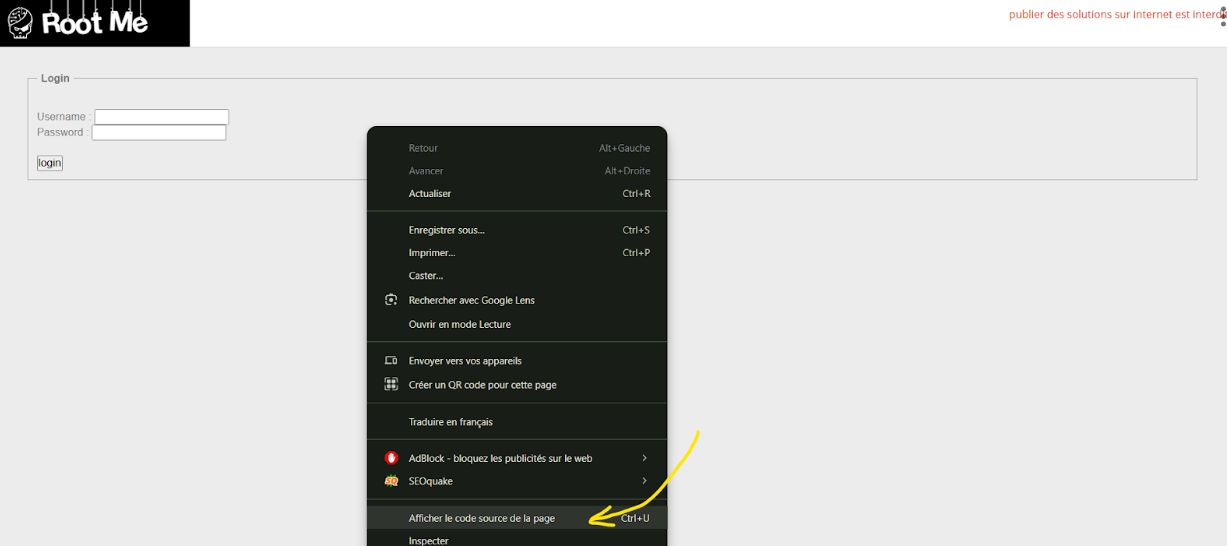 Root Me
publier des solutions sur internet est interdi
Login
Username :
Password :
login
Retour Alt+Gauche
Avancer Alt+Droite
Actualiser Ctrl+R
Enregistrer sous... Ctrl+S
Imprimer... Ctrl+P
Caster...
Rechercher avec Google Lens
Ouvrir en mode Lecture
Envoyer vers vos appareils
Créer un QR code pour cette page
Traduire en français
AdBlock - bloquez les publicités sur le web
SQ SEOquake
Afficher le code source de la page Ctrl+U
Inspecter